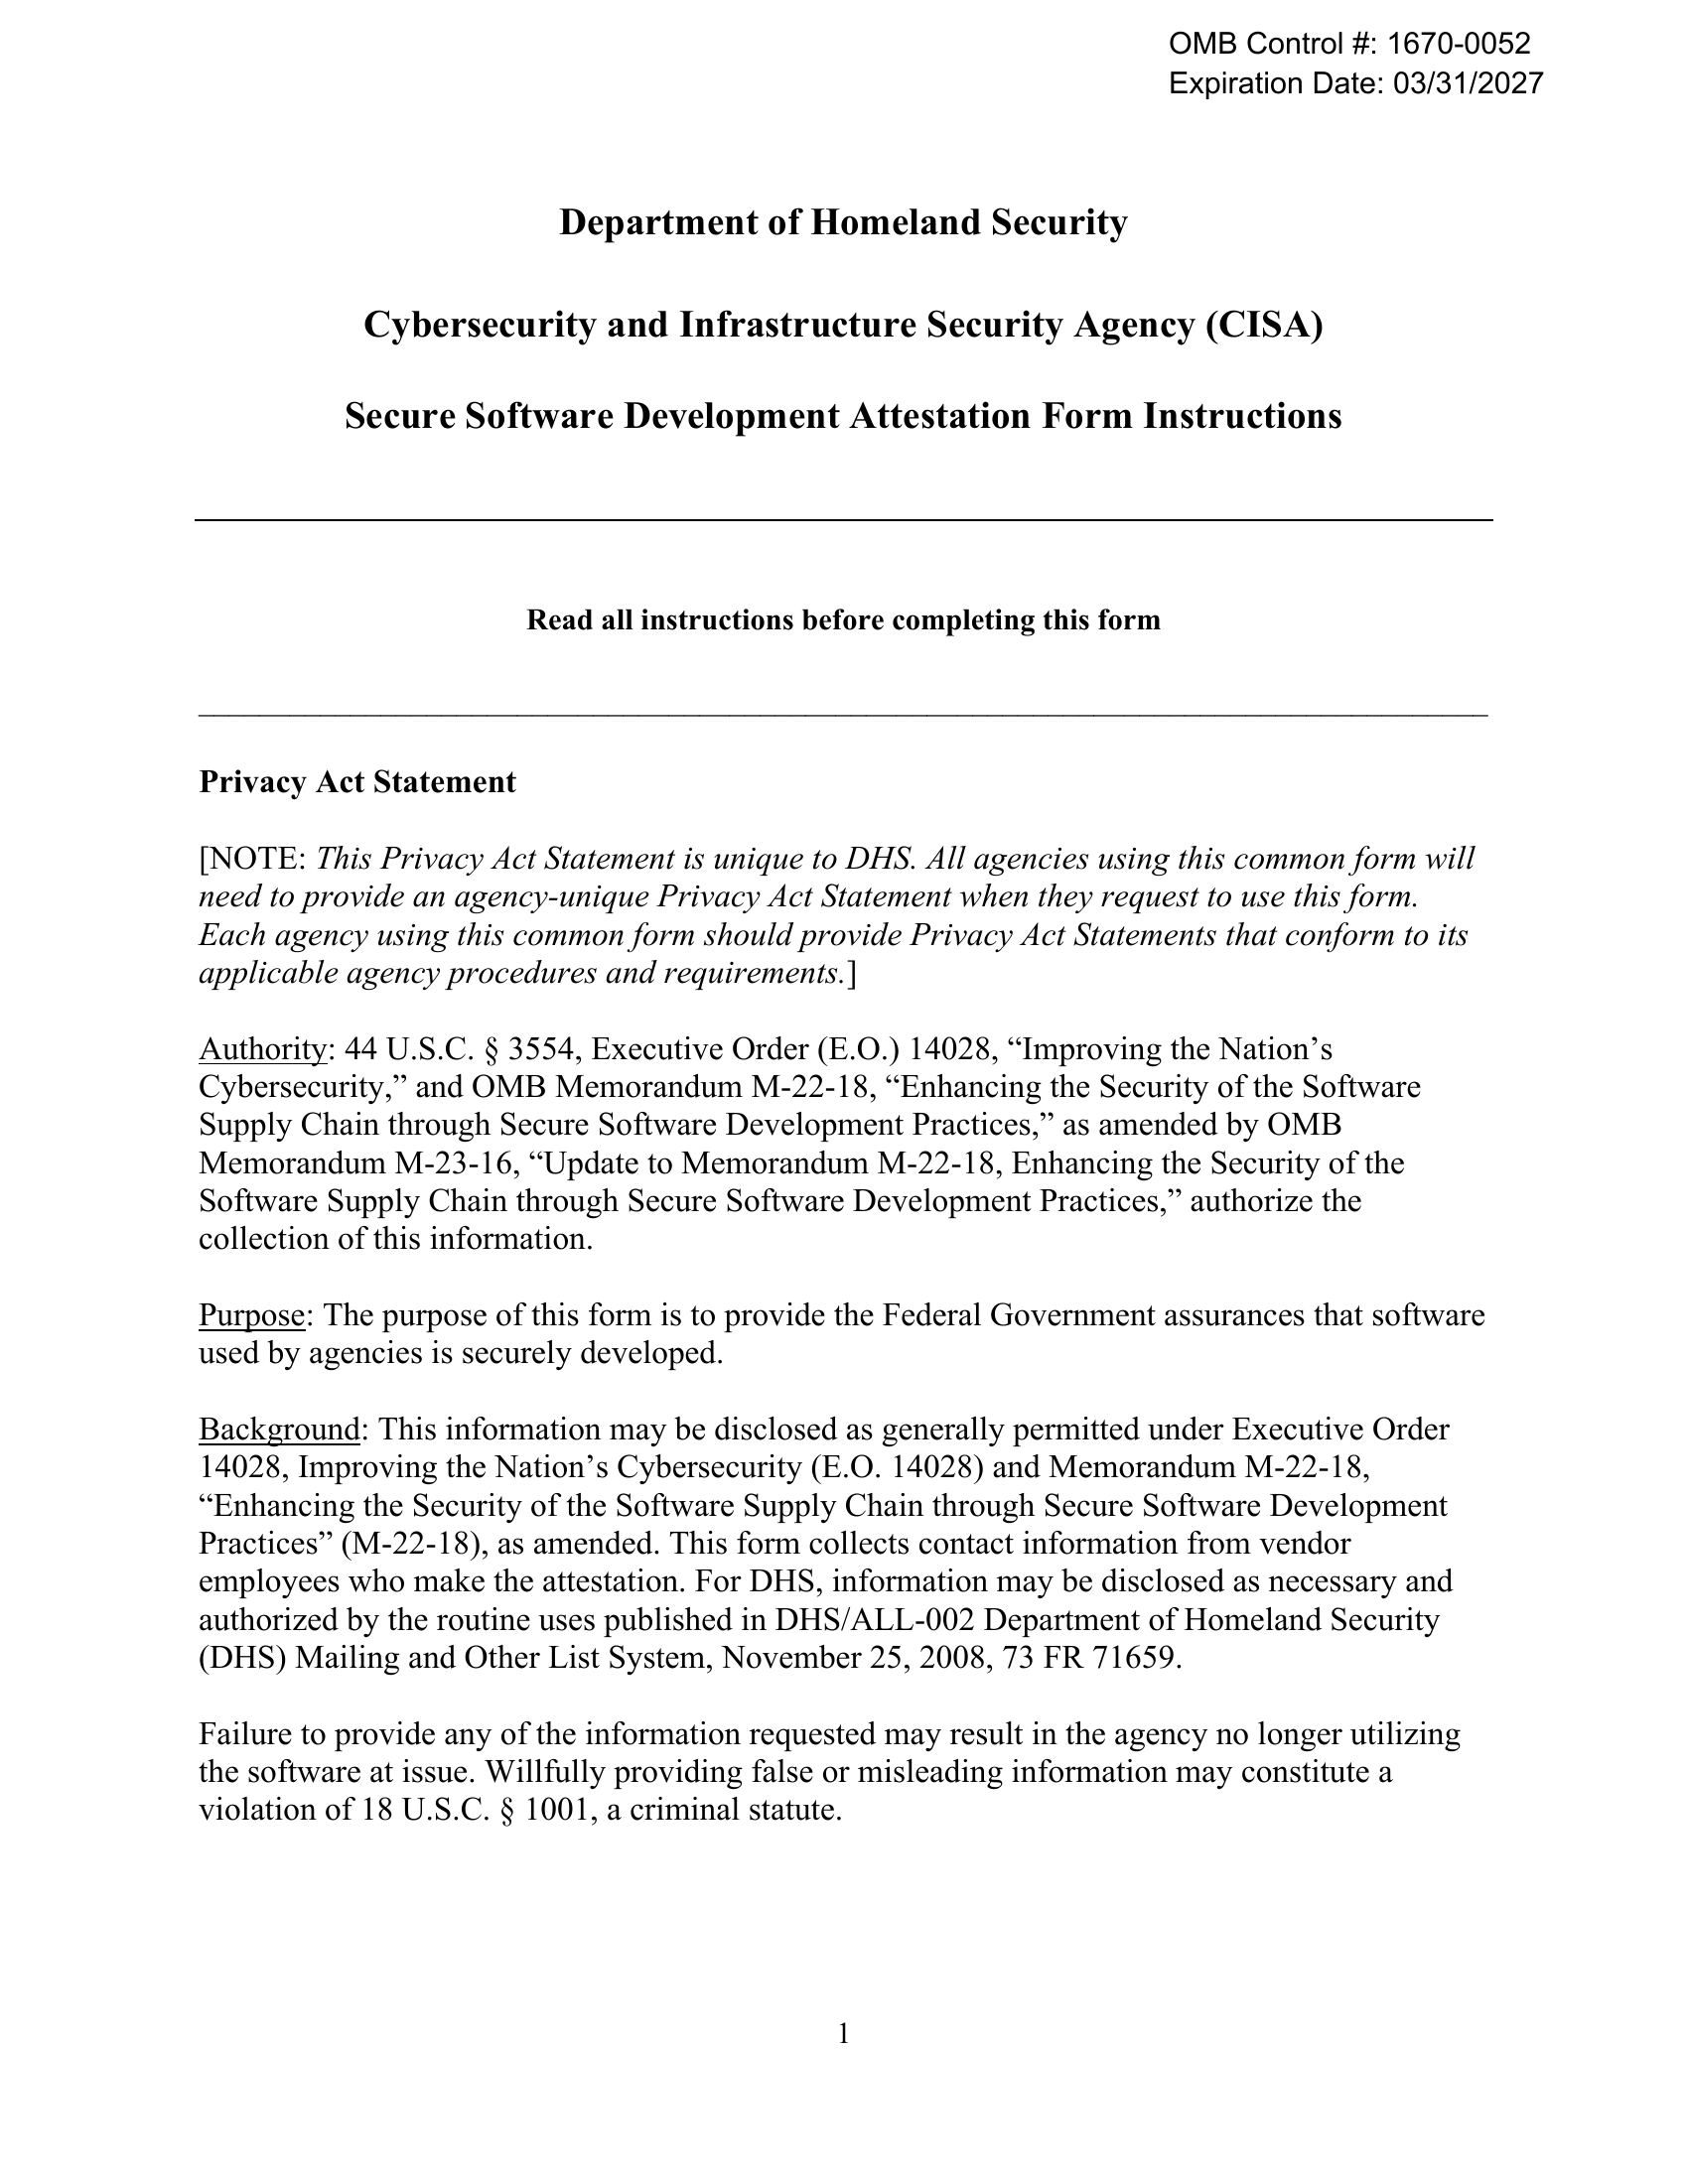 OMB Control #: 1670-0052
Expiration Date: 03/31/2027
Department of Homeland Security
Cybersecurity and Infrastructure Security Agency (CISA)
Secure Software Development Attestation Form Instructions
Read all instructions before completing this form
Privacy Act Statement
[NOTE: This Privacy Act Statement is unique to DHS. All agencies using this common form will
need to provide an agency-unique Privacy Act Statement when they request to use this form.
Each agency using this common form should provide Privacy Act Statements that conform to its
applicable agency procedures and requirements.]
Authority: 44 U.S.C. § 3554, Executive Order (E.O.) 14028, “Improving the Nation’s
Cybersecurity,” and OMB Memorandum M-22-18, “Enhancing the Security of the Software
Supply Chain through Secure Software Development Practices,” as amended by OMB
Memorandum M-23-16, “Update to Memorandum M-22-18, Enhancing the Security of the
Software Supply Chain through Secure Software Development Practices,” authorize the
collection of this information.
Purpose: The purpose of this form is to provide the Federal Government assurances that software
used by agencies is securely developed.
Background: This information may be disclosed as generally permitted under Executive Order
14028, Improving the Nation’s Cybersecurity (E.O. 14028) and Memorandum M-22-18,
“Enhancing the Security of the Software Supply Chain through Secure Software Development
Practices” (M-22-18), as amended. This form collects contact information from vendor
employees who make the attestation. For DHS, information may be disclosed as necessary and
authorized by the routine uses published in DHS/ALL-002 Department of Homeland Security
(DHS) Mailing and Other List System, November 25, 2008, 73 FR 71659.
Failure to provide any of the information requested may result in the agency no longer utilizing
the software at issue. Willfully providing false or misleading information may constitute a
violation of 18 U.S.C. § 1001, a criminal statute.
1